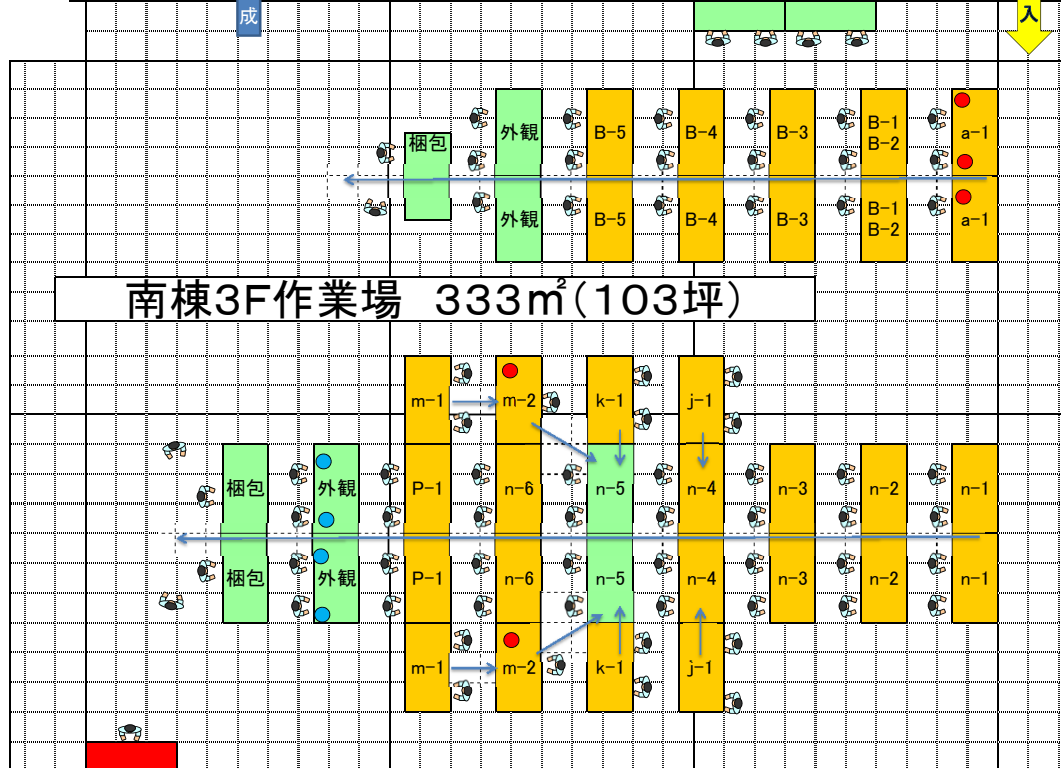 成
入
梱包
外観
B-5
B-4
B-3
B-1
B-2
a-1
外観
B-5
B-4
B-3
B-1
B-2
a-1
南棟3F作業場　333㎡(103坪)
m-1
m-2
k-1
j-1
梱包
外観
P-1
n-6
n-5
n-4
n-3
n-2
n-1
梱包
外観
P-1
n-6
n-5
n-4
n-3
n-2
n-1
m-1
m-2
k-1
j-1